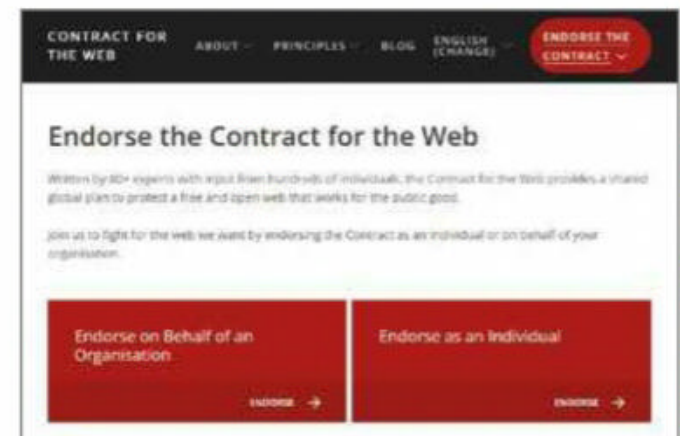 CONTRACT FOR
THE WEB
ABOUT
PRINCIPLES
BLOG
ENGLISH
(CHANGE)
ENDORSE THE
CONTRACT
Endorse the Contract for the Web
Written by 80+ experts with input from hundreds of individuals, the Contract for the Web provides a shared
global plan to protect a free and open web that works for the public good.
Join us to fight for the web we want by endorsing the Contract as an individual or on behalf of your
organisation.
Endorse on Behalf of an
Organisation
ENDORSE →
Endorse as an Individual
ENDORSE →